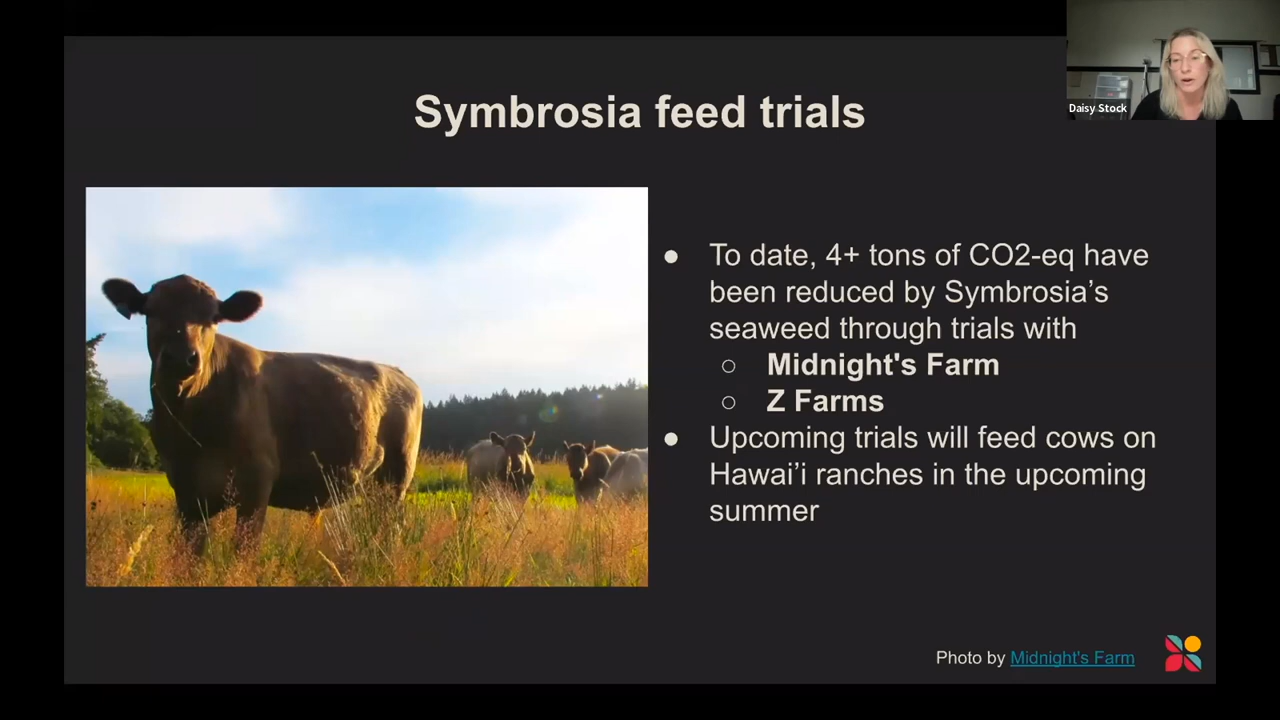 Daisy Stock
Symbrosia feed trials
● To date, 4+ tons of CO2-eq have
been reduced by Symbrosia’s
seaweed through trials with
○ Midnight's Farm
○ Z Farms
● Upcoming trials will feed cows on
Hawai’i ranches in the upcoming
summer
Photo by Midnight's Farm